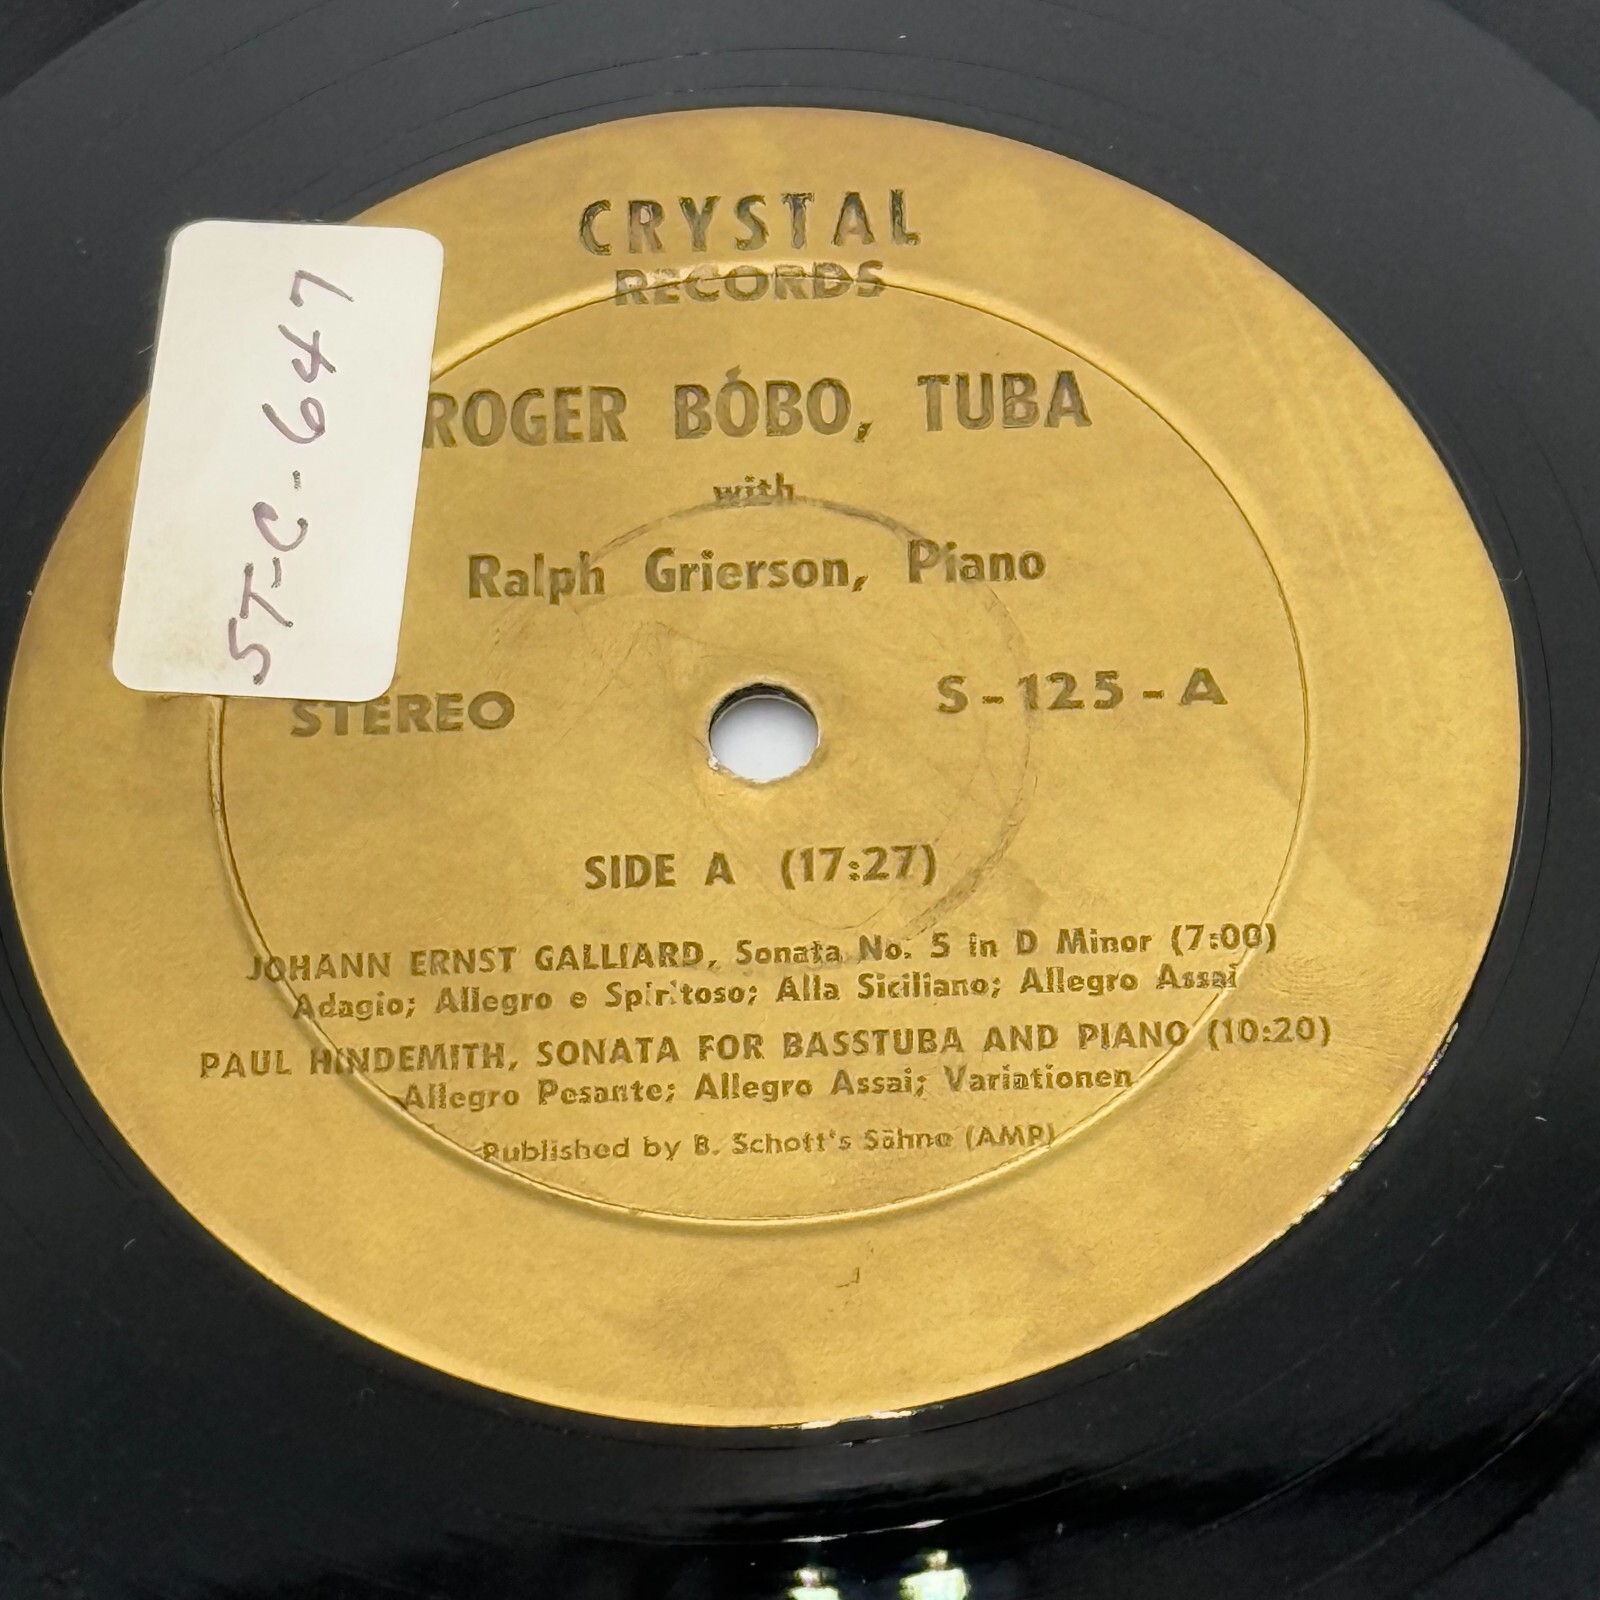 CRYSTAL
RECORDS
ROGER BÓBO, TUBA
with
Ralph Grierson, Piano
STEREO
S-125-A
SIDE A (17:27)
JOHANN ERNST GALLIARD, Sonata No. 5 in D Minor (7:00)
Adagio; Allegro e Spiritoso; Alla Siciliano; Allegro Assai
PAUL HINDEMITH, SONATA FOR BASSTUBA AND PIANO (10:20)
Allegro Pesante; Allegro Assai; Variationen
Published by B. Schott's Söhne (AMP)
ST-C-647